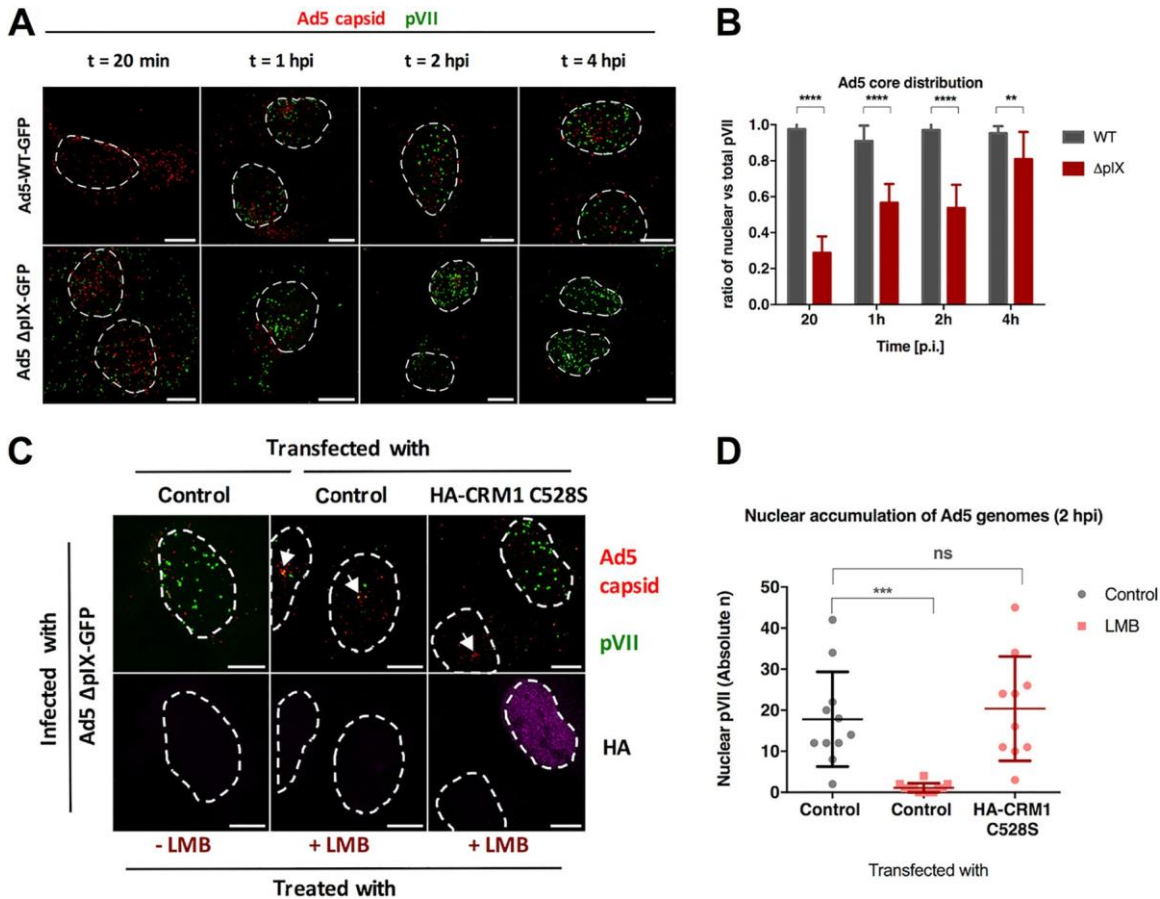 A
Ad5 capsid pVII
t = 20 min t = 1 hpi t = 2 hpi t = 4 hpi
Ad5-WT-GFP
Ad5 ΔpIX-GFP
B
Ad5 core distribution
**** **** **** **
ratio of nuclear vs total pVII
1.0
0.8
0.6
0.4
0.2
0.0
20 1h 2h 4h
Time [p.i.]
WT
ΔpIX
C
Transfected with
Control Control HA-CRM1 C528S
Infected with
Ad5 ΔpIX-GFP
Ad5
capsid
pVII
HA
- LMB + LMB + LMB
Treated with
D
Nuclear accumulation of Ad5 genomes (2 hpi)
ns
***
Nuclear pVII (Absolute n)
50
40
30
20
10
0
Control Control HA-CRM1
C528S
Transfected with
Control
LMB